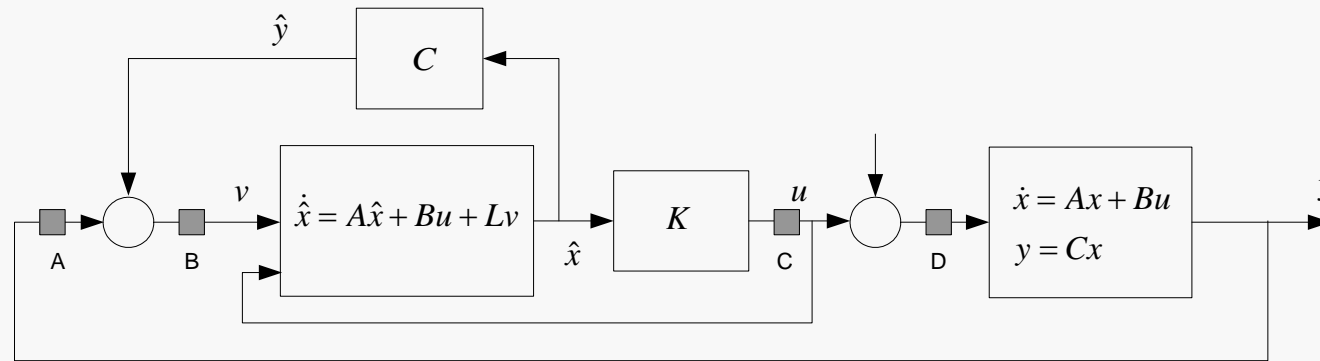 ŷ
C
v
ẋ̂ = Ax̂ + Bu + Lv
x̂
K
u
ẋ = Ax + Bu
y = Cx
A
B
C
D